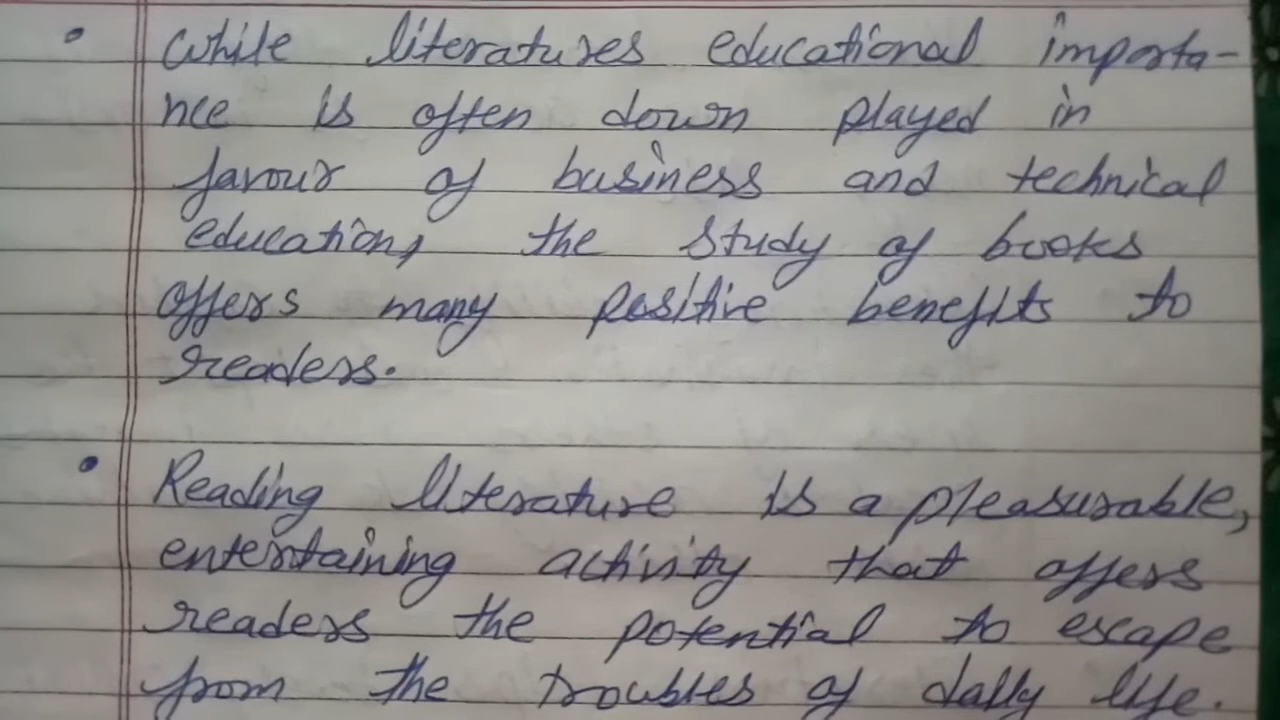 • While literatures educational importa-
nce is often down played in
favour of business and technical
education, the study of books
offers many positive benefits to
readers.
• Reading literature is a pleasurable,
entertaining activity that offers
readers the potential to escape
from the troubles of daily life.